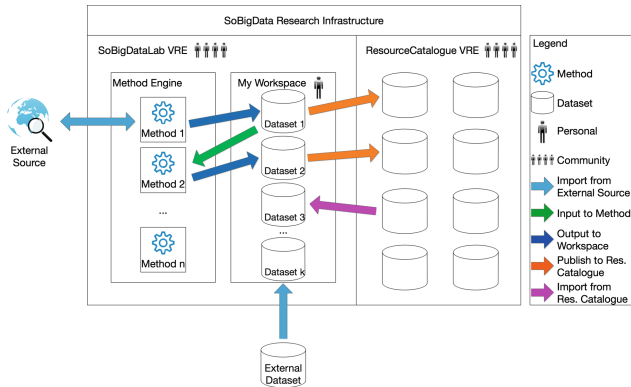 SoBigData Research Infrastructure
SoBigDataLab VRE
ResourceCatalogue VRE
Method Engine
My Workspace
Method 1
Method 2
...
Method n
Dataset 1
Dataset 2
Dataset 3
...
Dataset k
External
Source
External
Dataset
Legend
Method
Dataset
Personal
Community
Import from
External Source
Input to Method
Output to
Workspace
Publish to Res.
Catalogue
Import from
Res. Catalogue